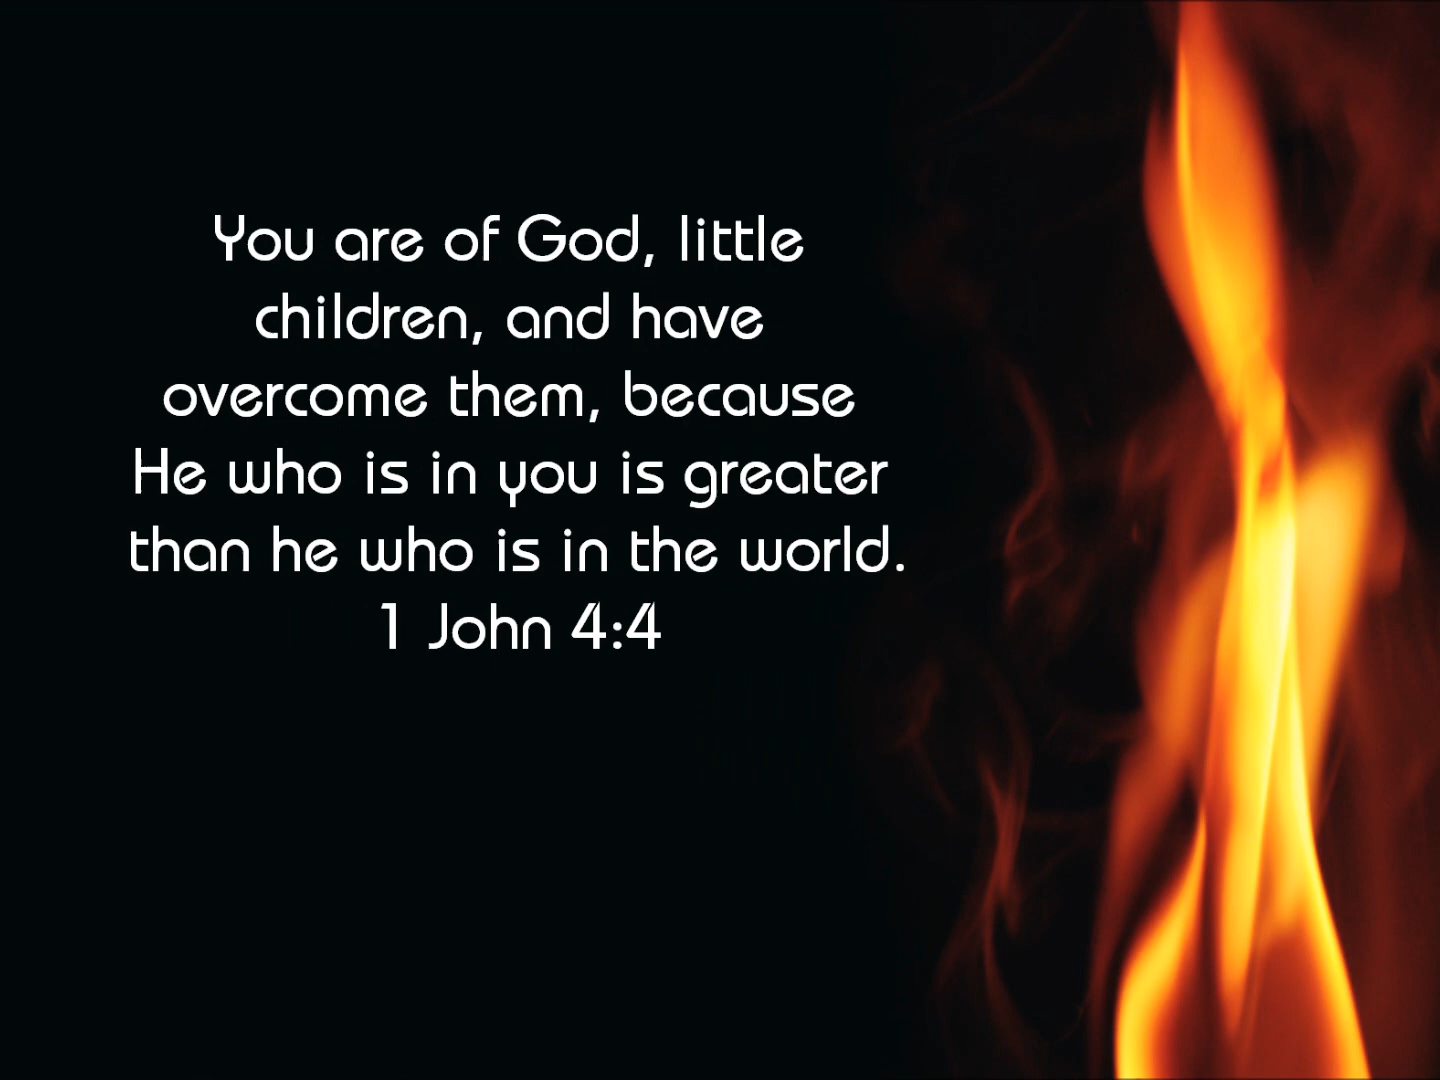 You are of God, little
children, and have
overcome them, because
He who is in you is greater
than he who is in the world.
1 John 4:4